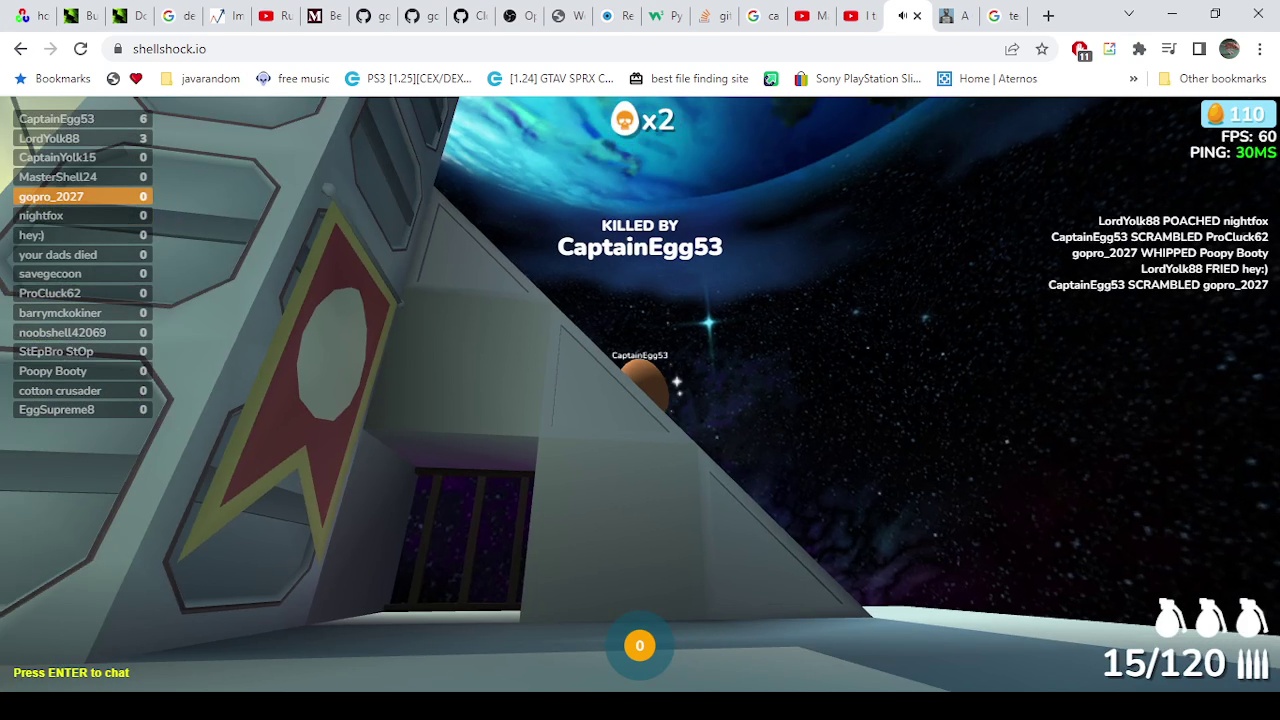 hc
Bu
Do
de
Im
Ru
Be
gc
gc
Cl
Op
W
Re
Py
git
ca
M
I t
A
te
shellshock.io
11
Bookmarks
javarandom
free music
PS3 [1.25](CEX/DEX...
[1.24] GTAV SPRX C...
best file finding site
Sony PlayStation Sli...
Home | Aternos
»
Other bookmarks
CaptainEgg53 6
LordYolk88 3
CaptainYolk15 0
MasterShell24 0
gopro_2027 0
nightfox 0
hey:) 0
your dads died 0
savegecoon 0
ProCluck62 0
barrymckokiner 0
noobshell42069 0
StEpBro StOp 0
Poopy Booty 0
cotton crusader 0
EggSupreme8 0
x2
KILLED BY
CaptainEgg53
CaptainEgg53
110
FPS: 60
PING: 30MS
LordYolk88 POACHED nightfox
CaptainEgg53 SCRAMBLED ProCluck62
gopro_2027 WHIPPED Poopy Booty
LordYolk88 FRIED hey:)
CaptainEgg53 SCRAMBLED gopro_2027
0
Press ENTER to chat
15/120